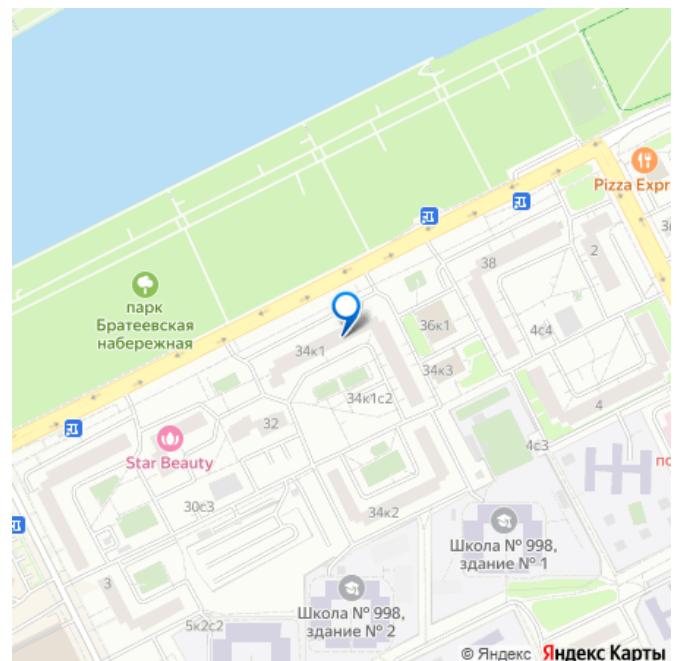 Pizza Expr
38
2
парк
Братеевская
набережная
36к1
4с4
34к1
34к3
34к1с2
4
32
Star Beauty
4с3
по
30с3
34к2
Школа № 998,
здание № 1
3
Школа № 998,
здание № 2
5к2с2
© Яндекс Яндекс Карты